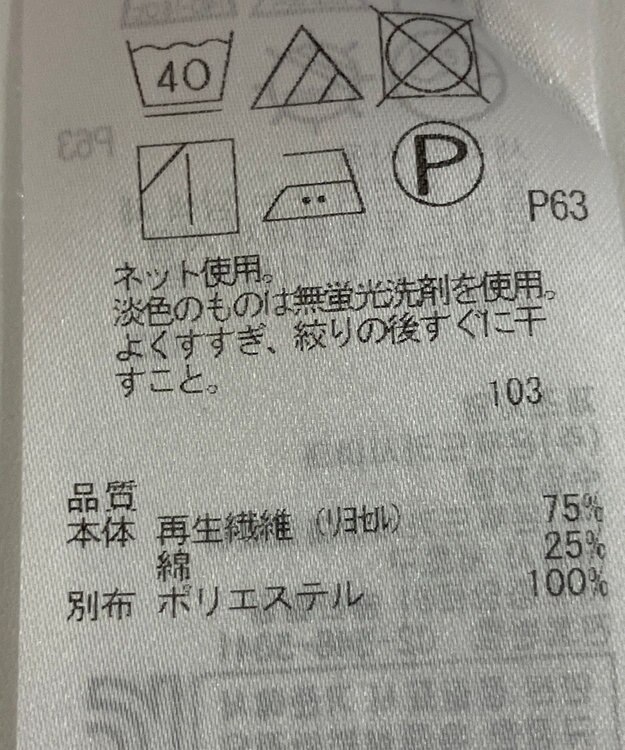 40
P
P63
ネット使用。
淡色のものは無蛍光洗剤を使用。
よくすすぎ、絞りの後すぐに干
すこと。
103
品質
本体 再生繊維（ﾘﾖｾﾙ） 75%
綿 25%
別布 ポリエステル 100%